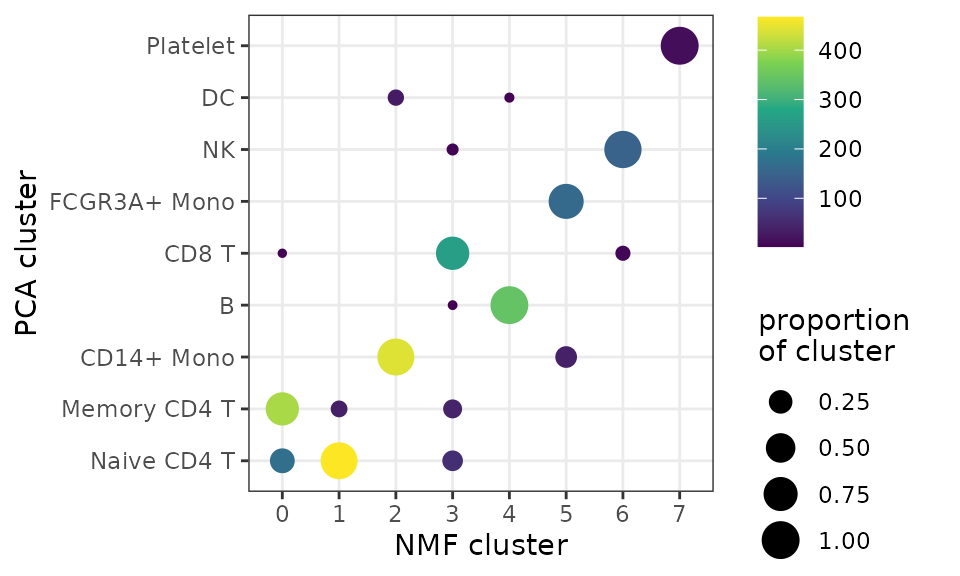 Platelet
DC
NK
FCGR3A+ Mono
CD8 T
B
CD14+ Mono
Memory CD4 T
Naive CD4 T
PCA cluster
0 1 2 3 4 5 6 7
NMF cluster
400
300
200
100
proportion
of cluster
0.25
0.50
0.75
1.00